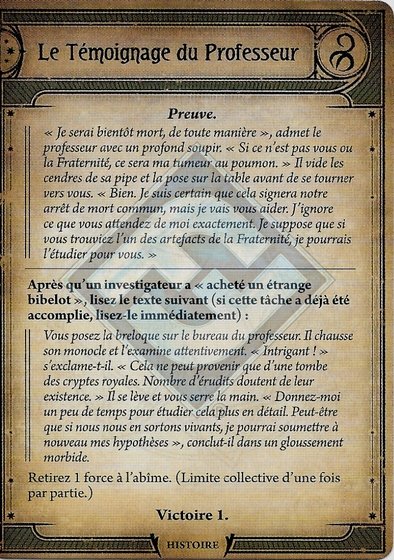 Le Témoignage du Professeur
Preuve.
« Je serai bientôt mort, de toute manière », admet le
professeur avec un profond soupir. « Si ce n'est pas vous ou
la Fraternité, ce sera ma tumeur au poumon. » Il vide les
cendres de sa pipe et la pose sur la table avant de se tourner
vers vous. « Bien. Je suis certain que cela signera notre
arrêt de mort commun, mais je vais vous aider. J'ignore
ce que vous attendez de moi exactement. Je suppose que si
vous trouviez l'un des artefacts de la Fraternité, je pourrais
l'étudier pour vous. »
Après qu'un investigateur a « acheté un étrange
bibelot », lisez le texte suivant (si cette tâche a déjà été
accomplie, lisez-le immédiatement) :
Vous posez la breloque sur le bureau du professeur. Il chausse
son monocle et l'examine attentivement. « Intrigant ! »
s'exclame-t-il. « Cela ne peut provenir que d'une tombe
des cryptes royales. Nombre d'érudits doutent de leur
existence. » Il se lève et vous serre la main. « Donnez-moi
un peu de temps pour étudier cela plus en détail. Peut-être
que si nous nous en sortons vivants, je pourrai soumettre à
nouveau mes hypothèses », conclut-il dans un gloussement
morbide.
Retirez 1 force à l'abîme. (Limite collective d'une fois
par partie.)
Victoire 1.
HISTOIRE